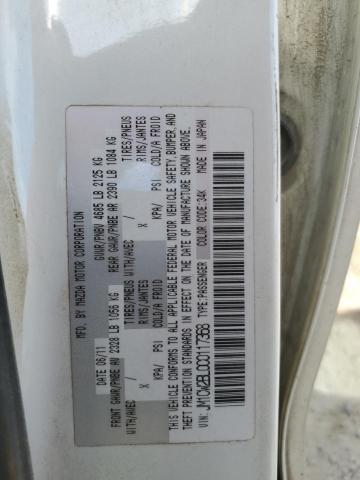 MFD. BY MAZDA MOTOR CORPORATION
DATE 06/11 GVWR/PNBV 4685 LB 2125 KG
FRONT GAWR/PNBE AV 2328 LB 1056 KG REAR GAWR/PNBE AR 2390 LB 1084 KG
WITH/AVEC / TIRES/PNEUS WITH/AVEC / TIRES/PNEUS
X RIMS/JANTES X RIMS/JANTES
KPA/ PSI COLD/A FROID KPA/ PSI COLD/A FROID
THIS VEHICLE CONFORMS TO ALL APPLICABLE FEDERAL MOTOR VEHICLE SAFETY, BUMPER, AND
THEFT PREVENTION STANDARDS IN EFFECT ON THE DATE OF MANUFACTURE SHOWN ABOVE.
TYPE:PASSENGER COLOR CODE:34K MADE IN JAPAN
VIN: